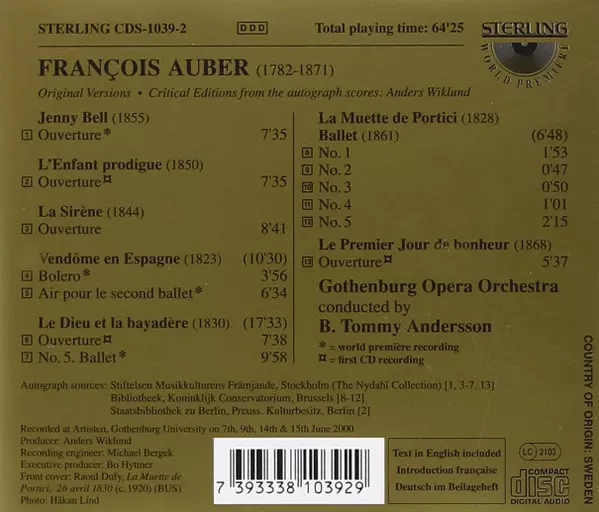 STERLING CDS-1039-2 DDD Total playing time: 64'25
STERLING
WORLD PREMIERE
FRANÇOIS AUBER (1782-1871)
Original Versions • Critical Editions from the autograph scores: Anders Wiklund
Jenny Bell (1855)
1 Ouverture* 7'35
L'Enfant prodigue (1850)
2 Ouverture¤ 7'35
La Sirène (1844)
3 Ouverture 8'41
Vendôme en Espagne (1823) (10'30)
4 Bolero* 3'56
5 Air pour le second ballet* 6'34
Le Dieu et la bayadère (1830) (17'33)
6 Ouverture¤ 7'38
7 No. 5. Ballet* 9'58
La Muette de Portici (1828)
Ballet (1861) (6'48)
8 No. 1 1'53
9 No. 2 0'47
10 No. 3 0'50
11 No. 4 1'01
12 No. 5 2'15
Le Premier Jour de bonheur (1868)
13 Ouverture¤ 5'37
Gothenburg Opera Orchestra
conducted by
B. Tommy Andersson
* = world première recording
¤ = first CD recording
Autograph sources: Stiftelsen Musikkulturens Främjande, Stockholm (The Nydahl Collection) [1, 3-7. 13]
Bibliotheek, Koninklijk Conservatorium, Brussels [8-12]
Staatsbibliothek zu Berlin, Preuss. Kulturbesitz, Berlin [2]
Recorded at Artisten, Gothenburg University on 7th, 9th, 14th & 15th June 2000
Producer: Anders Wiklund
Recording engineer: Michael Bergek
Executive producer: Bo Hyttner
Front cover: Raoul Dufy, La Muette de
Portici, 26 avril 1830 (c. 1920) (BUS)
Photo: Håkan Lind
7 393338 103929
Text in English included
Introduction française
Deutsch im Beilageheft
LC 2103
COMPACT
disc
DIGITAL AUDIO
COUNTRY OF ORIGIN: SWEDEN